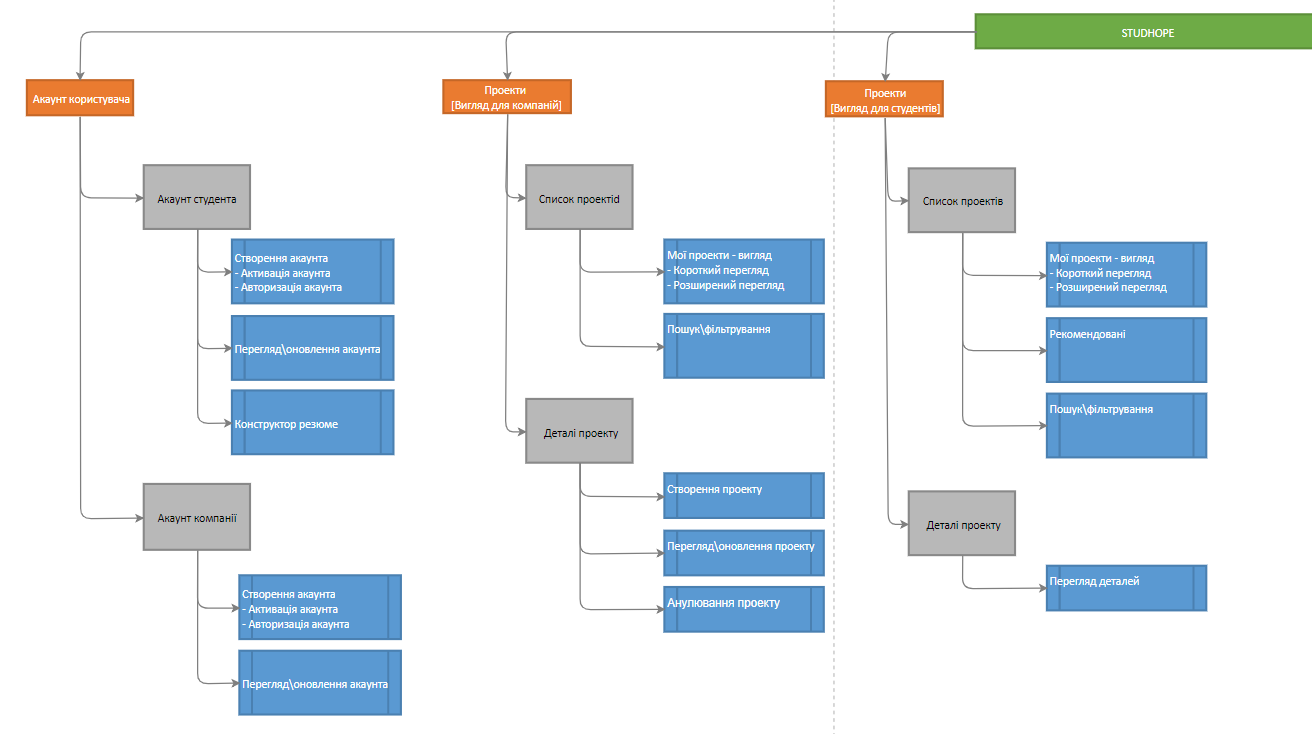 STUDHOPE
Акаунт користувача
Акаунт студента
Створення акаунта
- Активація акаунта
- Авторизація акаунта
Перегляд\оновлення акаунта
Конструктор резюме
Акаунт компанії
Створення акаунта
- Активація акаунта
- Авторизація акаунта
Перегляд\оновлення акаунта
Проекти
[Вигляд для компаній]
Список проектіd
Мої проекти - вигляд
- Короткий перегляд
- Розширений перегляд
Пошук\фільтрування
Деталі проекту
Створення проекту
Перегляд\оновлення проекту
Анулювання проекту
Проекти
[Вигляд для студентів]
Список проектів
Мої проекти - вигляд
- Короткий перегляд
- Розширений перегляд
Рекомендовані
Пошук\фільтрування
Деталі проекту
Перегляд деталей